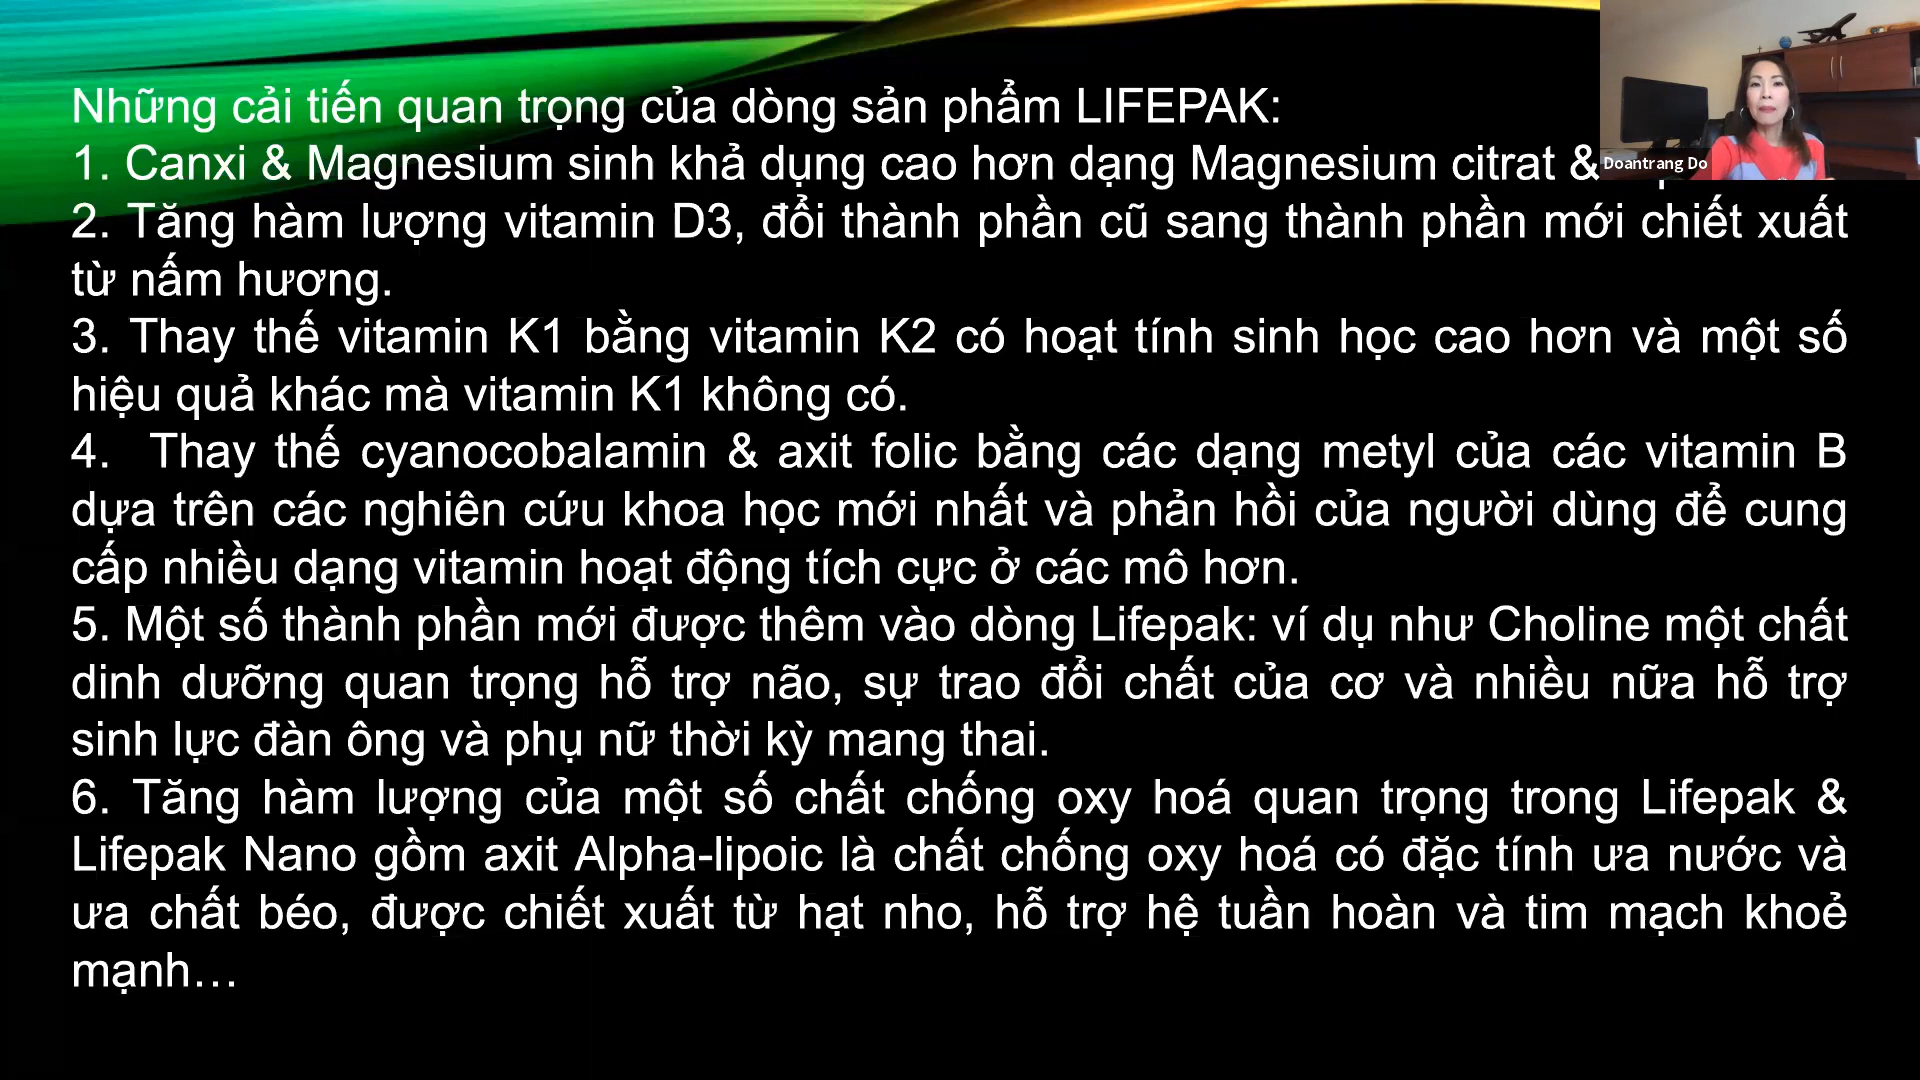 Những cải tiến quan trọng của dòng sản phẩm LIFEPAK:
1. Canxi & Magnesium sinh khả dụng cao hơn dạng Magnesium citrat &
Doantrang Do
2. Tăng hàm lượng vitamin D3, đổi thành phần cũ sang thành phần mới chiết xuất
từ nấm hương.
3. Thay thế vitamin K1 bằng vitamin K2 có hoạt tính sinh học cao hơn và một số
hiệu quả khác mà vitamin K1 không có.
4. Thay thế cyanocobalamin & axit folic bằng các dạng metyl của các vitamin B
dựa trên các nghiên cứu khoa học mới nhất và phản hồi của người dùng để cung
cấp nhiều dạng vitamin hoạt động tích cực ở các mô hơn.
5. Một số thành phần mới được thêm vào dòng Lifepak: ví dụ như Choline một chất
dinh dưỡng quan trọng hỗ trợ não, sự trao đổi chất của cơ và nhiều nữa hỗ trợ
sinh lực đàn ông và phụ nữ thời kỳ mang thai.
6. Tăng hàm lượng của một số chất chống oxy hoá quan trọng trong Lifepak &
Lifepak Nano gồm axit Alpha-lipoic là chất chống oxy hoá có đặc tính ưa nước và
ưa chất béo, được chiết xuất từ hạt nho, hỗ trợ hệ tuần hoàn và tim mạch khoẻ
mạnh…